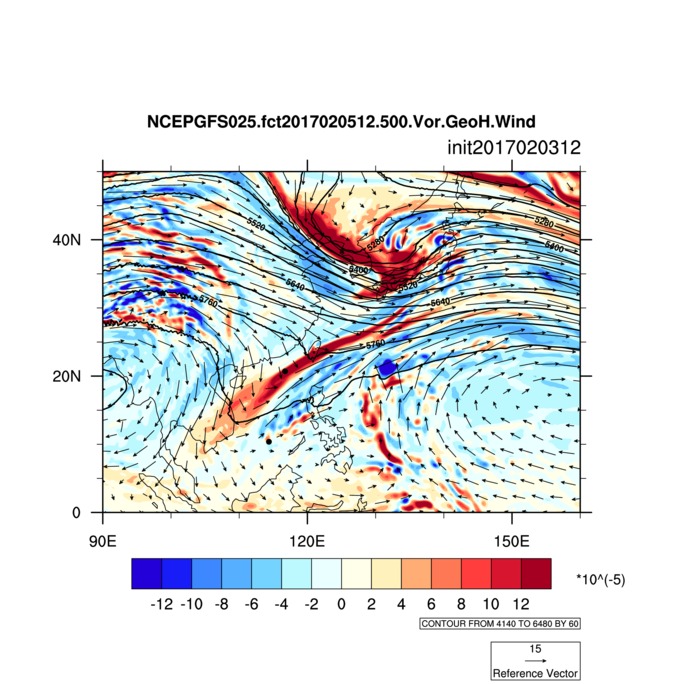 NCEPGFS025.fct2017020512.500.Vor.GeoH.Wind
init2017020312
5520
5280
5280
5400
5400
5520
5640
5640
5760
5760
40N
20N
0
90E 120E 150E
-12 -10 -8 -6 -4 -2 0 2 4 6 8 10 12
*10^(-5)
CONTOUR FROM 4140 TO 6480 BY 60
15
Reference Vector